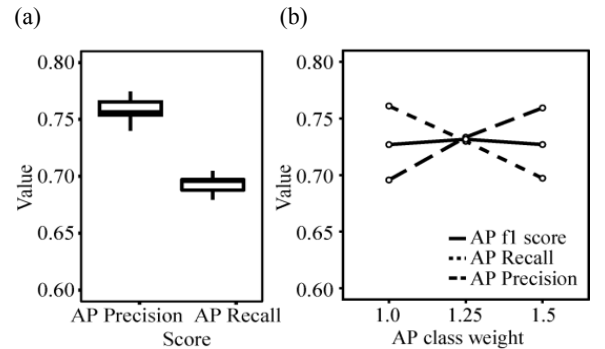 (a)
0.80
0.75
0.70
0.65
0.60
Value
AP Precision AP Recall
Score
(b)
0.80
0.75
0.70
0.65
0.60
Value
AP f1 score
AP Recall
AP Precision
1.0 1.25 1.5
AP class weight